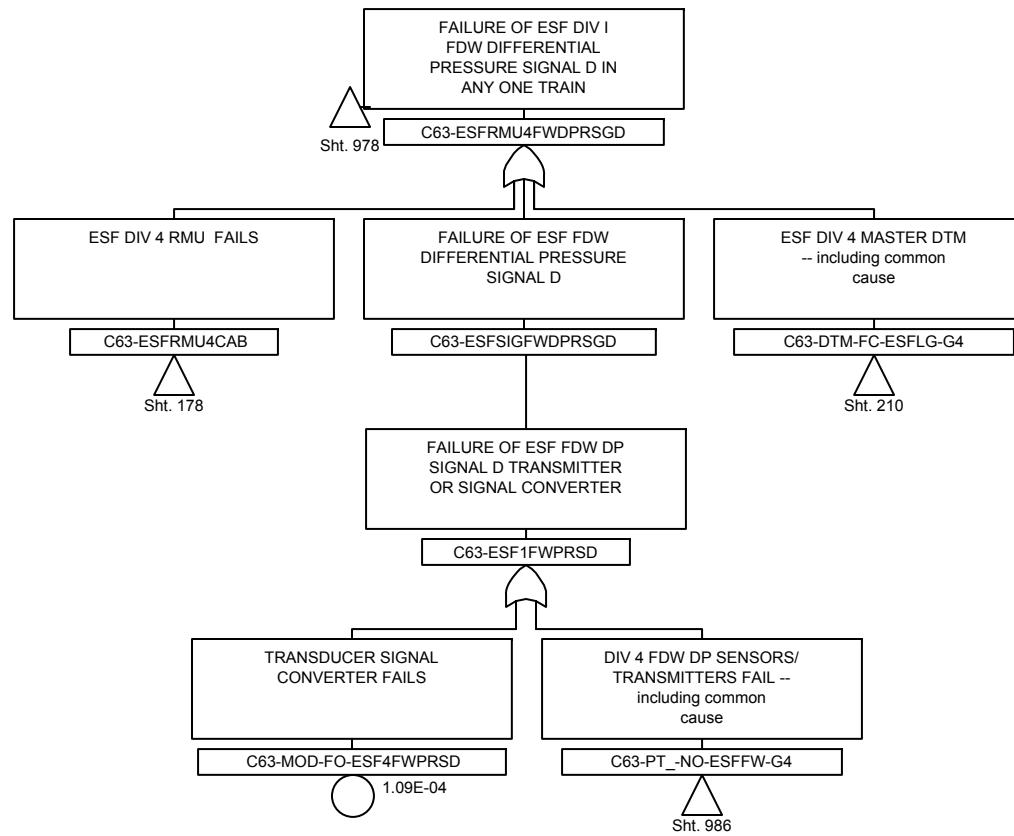 FAILURE OF ESF DIV I
FDW DIFFERENTIAL
PRESSURE SIGNAL D IN
ANY ONE TRAIN
Sht. 978
C63-ESFRMU4FWDPRSGD
ESF DIV 4 RMU FAILS
C63-ESFRMU4CAB
Sht. 178
FAILURE OF ESF FDW
DIFFERENTIAL PRESSURE
SIGNAL D
C63-ESFSIGFWDPRSGD
ESF DIV 4 MASTER DTM
-- including common
cause
C63-DTM-FC-ESFLG-G4
Sht. 210
FAILURE OF ESF FDW DP
SIGNAL D TRANSMITTER
OR SIGNAL CONVERTER
C63-ESF1FWPRSD
TRANSDUCER SIGNAL
CONVERTER FAILS
C63-MOD-FO-ESF4FWPRSD
1.09E-04
DIV 4 FDW DP SENSORS/
TRANSMITTERS FAIL --
including common
cause
C63-PT_-NO-ESFFW-G4
Sht. 986